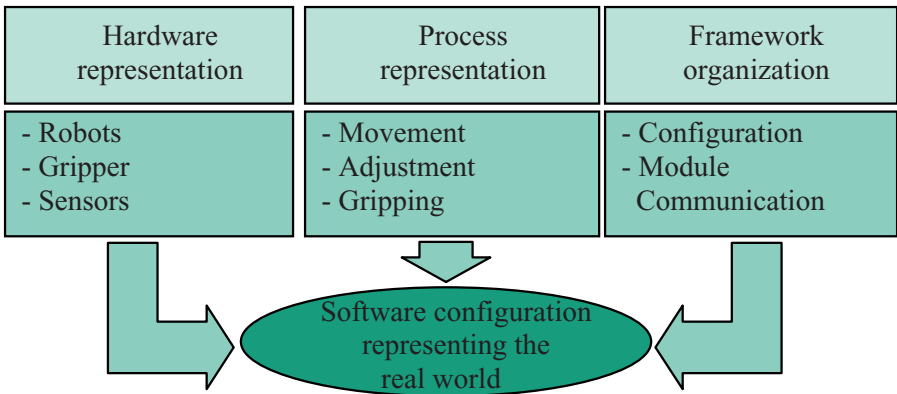 Hardware
representation
Process
representation
Framework
organization
- Robots
- Gripper
- Sensors
- Movement
- Adjustment
- Gripping
- Configuration
- Module
Communication
Software configuration
representing the
real world